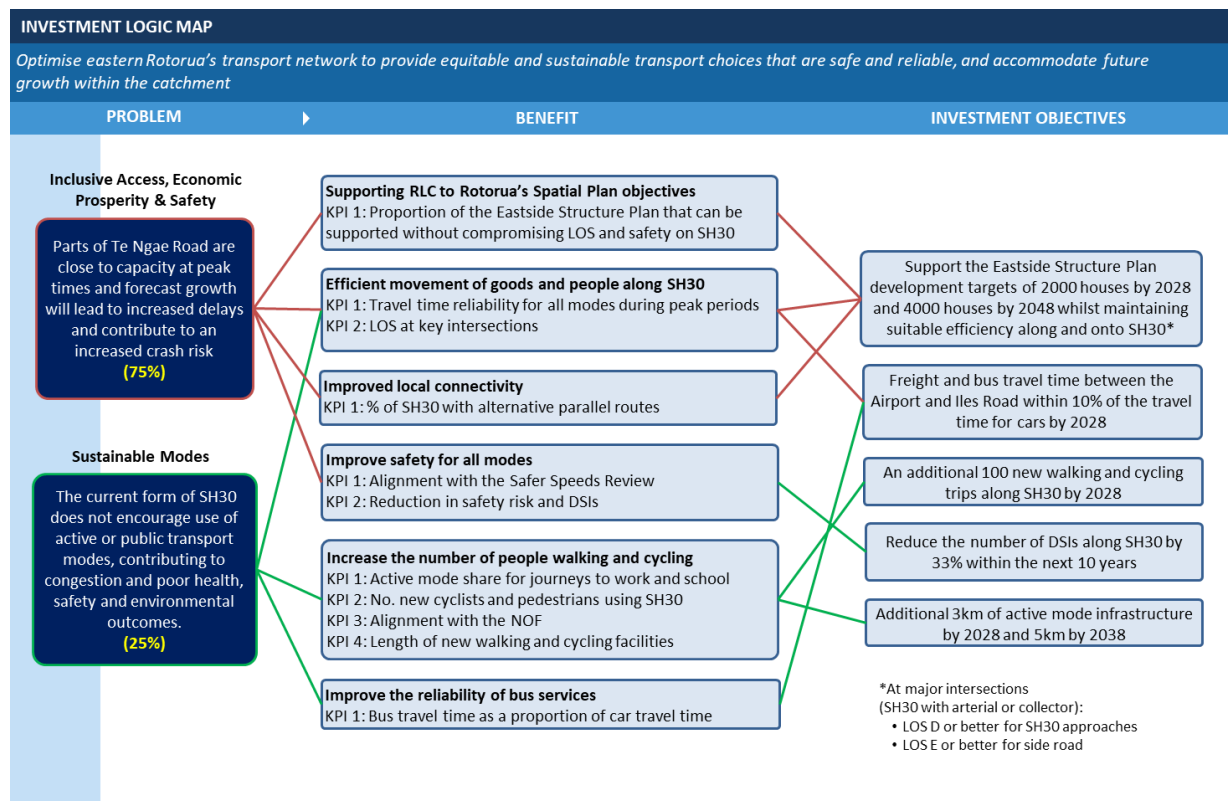 INVESTMENT LOGIC MAP
Optimise eastern Rotorua's transport network to provide equitable and sustainable transport choices that are safe and reliable, and accommodate future
growth within the catchment
PROBLEM
BENEFIT
INVESTMENT OBJECTIVES
Inclusive Access, Economic
Prosperity & Safety
Parts of Te Ngae Road are
close to capacity at peak
times and forecast growth
will lead to increased delays
and contribute to an
increased crash risk
(75%)
Sustainable Modes
The current form of SH30
does not encourage use of
active or public transport
modes, contributing to
congestion and poor health,
safety and environmental
outcomes.
(25%)
Supporting RLC to Rotorua's Spatial Plan objectives
KPI 1: Proportion of the Eastside Structure Plan that can be
supported without compromising LOS and safety on SH30
Efficient movement of goods and people along SH30
KPI 1: Travel time reliability for all modes during peak periods
KPI 2: LOS at key intersections
Improved local connectivity
KPI 1: % of SH30 with alternative parallel routes
Improve safety for all modes
KPI 1: Alignment with the Safer Speeds Review
KPI 2: Reduction in safety risk and DSIs
Increase the number of people walking and cycling
KPI 1: Active mode share for journeys to work and school
KPI 2: No. new cyclists and pedestrians using SH30
KPI 3: Alignment with the NOF
KPI 4: Length of new walking and cycling facilities
Improve the reliability of bus services
KPI 1: Bus travel time as a proportion of car travel time
Support the Eastside Structure Plan
development targets of 2000 houses by 2028
and 4000 houses by 2048 whilst maintaining
suitable efficiency along and onto SH30*
Freight and bus travel time between the
Airport and Iles Road within 10% of the travel
time for cars by 2028
An additional 100 new walking and cycling
trips along SH30 by 2028
Reduce the number of DSIs along SH30 by
33% within the next 10 years
Additional 3km of active mode infrastructure
by 2028 and 5km by 2038
*At major intersections
(SH30 with arterial or collector):
• LOS D or better for SH30 approaches
• LOS E or better for side road